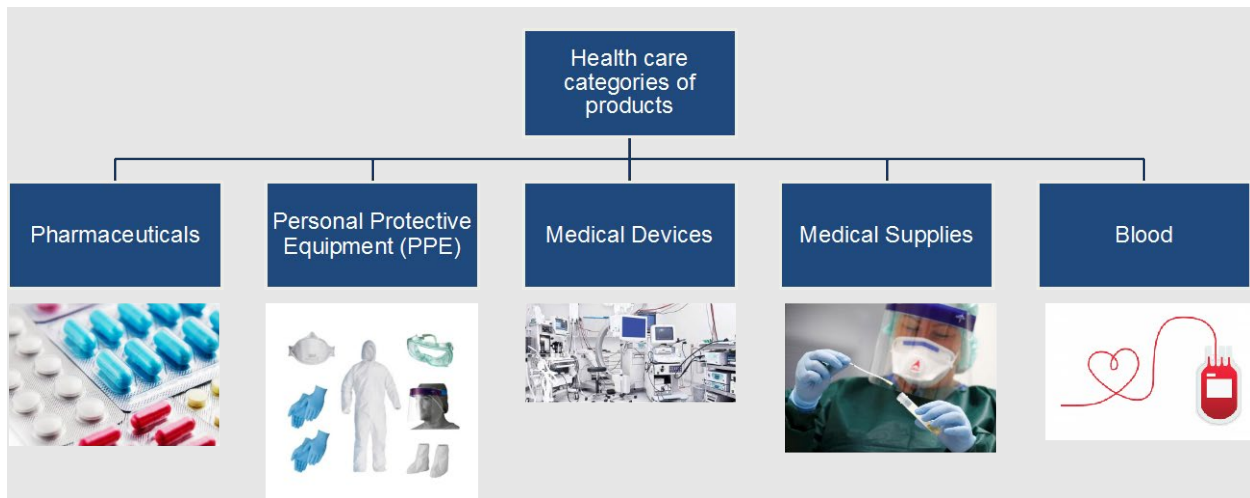 Health care
categories of
products
Pharmaceuticals
Personal Protective
Equipment (PPE)
Medical Devices
Medical Supplies
Blood